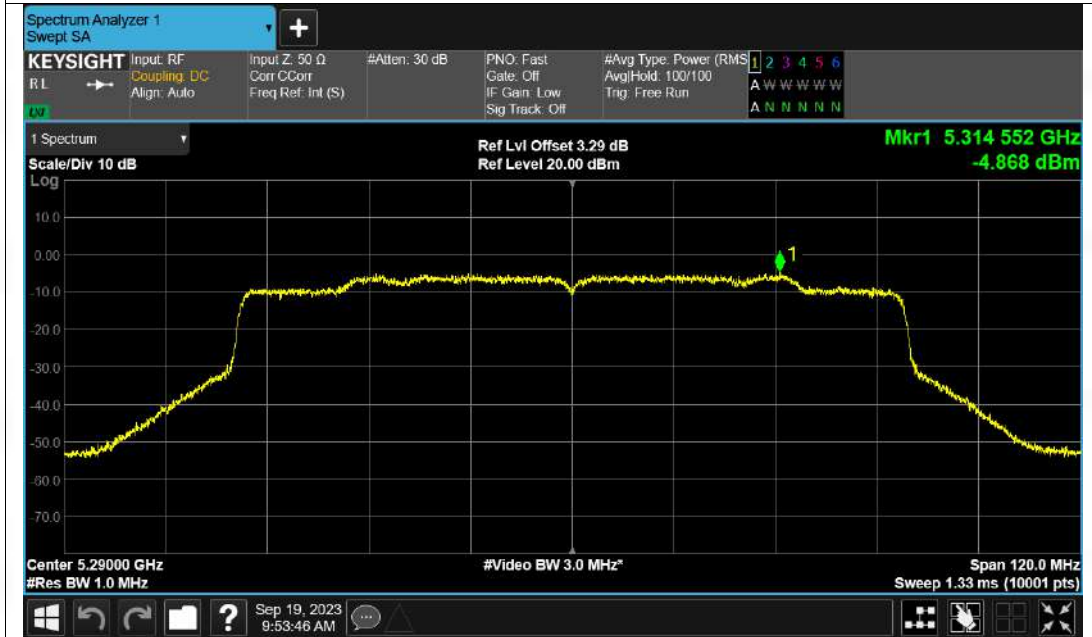 Spectrum Analyzer 1
Swept SA
+
KEYSIGHT Input: RF Input Z: 50 Ω #Atten: 30 dB PNO: Fast #Avg Type: Power (RMS 1 2 3 4 5 6
RL Coupling: DC Corr CCorr Gate: Off Avg|Hold: 100/100 A W W W W W
Align: Auto Freq Ref: Int (S) IF Gain: Low Trig: Free Run
Sig Track: Off A N N N N N
LXI
1 Spectrum Ref Lvl Offset 3.29 dB Mkr1 5.314 552 GHz
Scale/Div 10 dB Ref Level 20.00 dBm -4.868 dBm
Log
10.0
0.00
1
-10.0
-20.0
-30.0
-40.0
-50.0
-60.0
-70.0
Center 5.29000 GHz #Video BW 3.0 MHz* Span 120.0 MHz
#Res BW 1.0 MHz Sweep 1.33 ms (10001 pts)
? Sep 19, 2023
9:53:46 AM